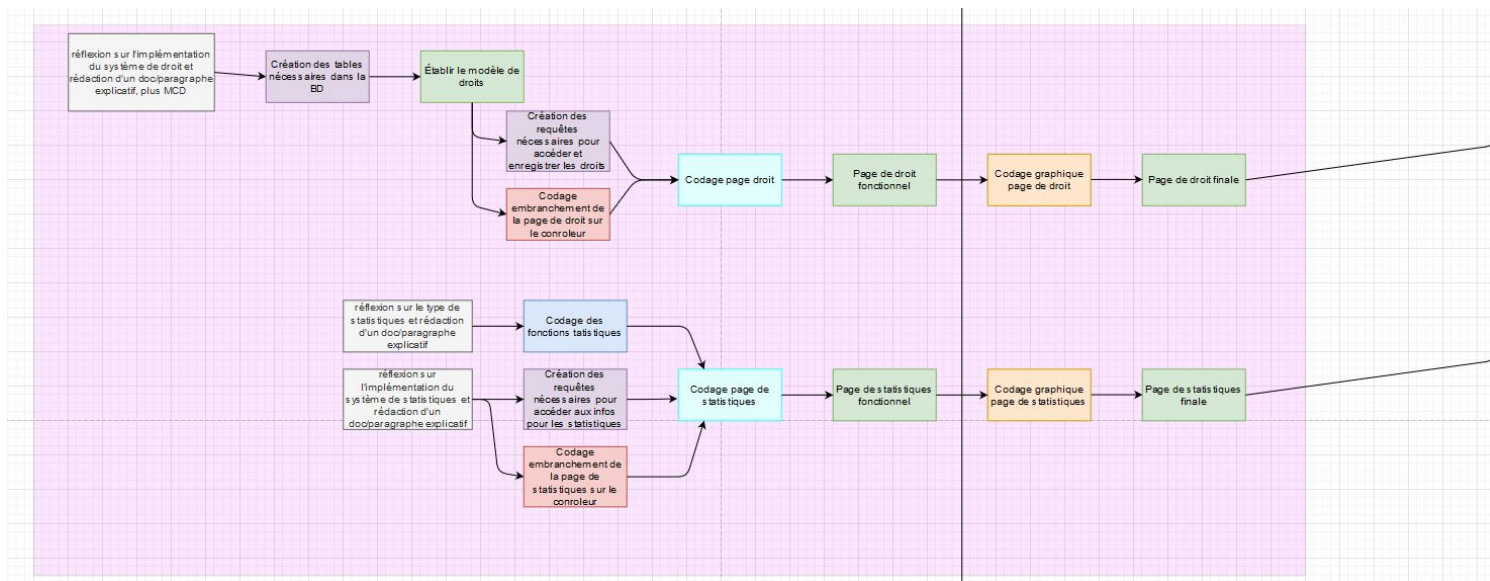 réflexion sur l'implémentation
du système de droit et
rédaction d'un doc/paragraphe
explicatif, plus MCD
Création des tables
nécessaires dans la
BD
Établir le modèle de
droits
Création des
requêtes
nécessaires pour
accéder et
enregistrer les droits
Codage
embranchement de
la page de droit sur
le conroleur
Codage page droit
Page de droit
fonctionnel
Codage graphique
page de droit
Page de droit finale
réflexion sur le type de
statistiques et rédaction
d'un doc/paragraphe
explicatif
Codage des
fonctions tatistiques
réflexion sur
l'implémentation du
système de statistiques et
rédaction d'un
doc/paragraphe explicatif
Création des
requêtes
nécessaires pour
accéder aux infos
pour les statistiques
Codage
embranchement de
la page de
statistiques sur le
conroleur
Codage page de
statistiques
Page de statistiques
fonctionnel
Codage graphique
page de statistiques
Page de statistiques
finale